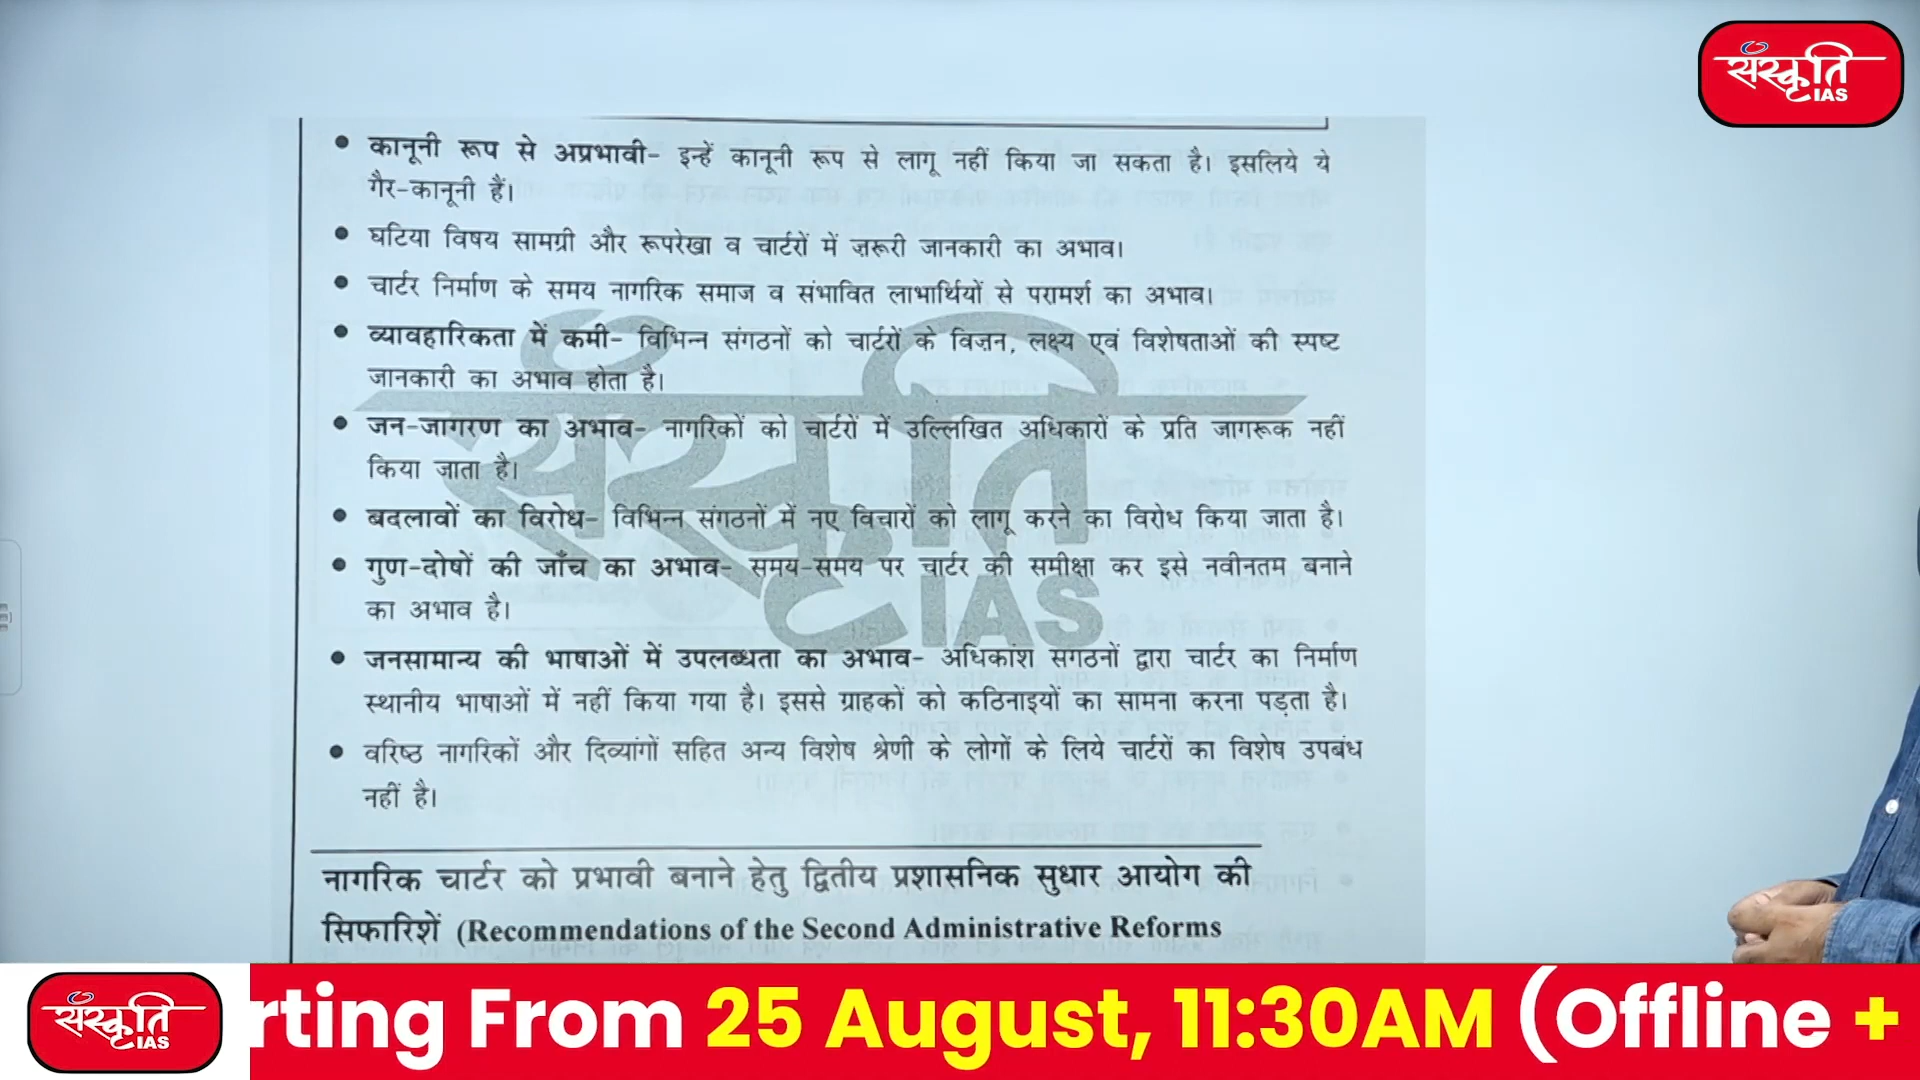 संस्कृति
IAS
कानूनी रूप से अप्रभावी- इन्हें कानूनी रूप से लागू नहीं किया जा सकता है। इसलिये ये
गैर-कानूनी हैं।
घटिया विषय सामग्री और रूपरेखा व चार्टरों में ज़रूरी जानकारी का अभाव।
चार्टर निर्माण के समय नागरिक समाज व संभावित लाभार्थियों से परामर्श का अभाव।
व्यावहारिकता में कमी- विभिन्न संगठनों को चार्टरों के विज़न, लक्ष्य एवं विशेषताओं की स्पष्ट
जानकारी का अभाव होता है।
जन-जागरण का अभाव- नागरिकों को चार्टरों में उल्लिखित अधिकारों के प्रति जागरूक नहीं
किया जाता है।
बदलावों का विरोध- विभिन्न संगठनों में नए विचारों को लागू करने का विरोध किया जाता है।
गुण-दोषों की जाँच का अभाव- समय-समय पर चार्टर की समीक्षा कर इसे नवीनतम बनाने
का अभाव है।
जनसामान्य की भाषाओं में उपलब्धता का अभाव- अधिकांश संगठनों द्वारा चार्टर का निर्माण
स्थानीय भाषाओं में नहीं किया गया है। इससे ग्राहकों को कठिनाइयों का सामना करना पड़ता है।
वरिष्ठ नागरिकों और दिव्यांगों सहित अन्य विशेष श्रेणी के लोगों के लिये चार्टरों का विशेष उपबंध
नहीं है।
संस्कृति
IAS
नागरिक चार्टर को प्रभावी बनाने हेतु द्वितीय प्रशासनिक सुधार आयोग की
सिफारिशें (Recommendations of the Second Administrative Reforms
संस्कृति
IAS
rting From 25 August, 11:30AM (Offline +